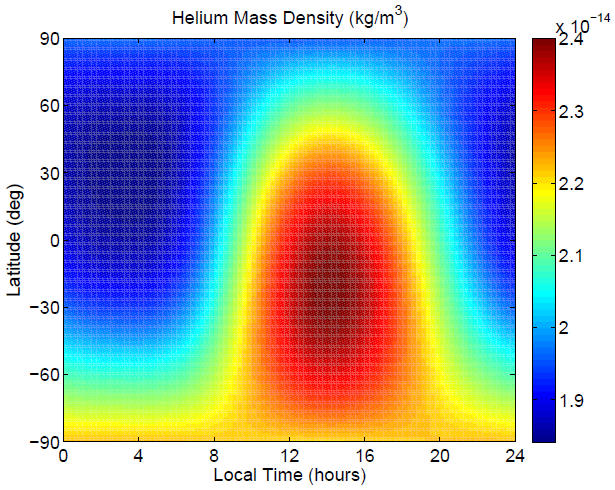 Helium Mass Density (kg/m³)
x 10⁻¹⁴
90
60
30
0
−30
−60
−90
Latitude (deg)
0 4 8 12 16 20 24
Local Time (hours)
2.4
2.3
2.2
2.1
2
1.9